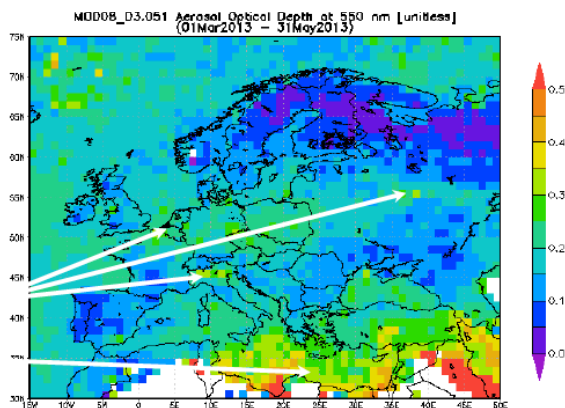 MOD08_D3.051 Aerosol Optical Depth at 550 nm [unitless]
(01Mar2013 - 31May2013)
75N
70N
65N
60N
55N
50N
45N
40N
35N
30N
15W 10W 5W 0 5E 10E 15E 20E 25E 30E 35E 40E 45E 50E
0.5
0.4
0.3
0.2
0.1
0